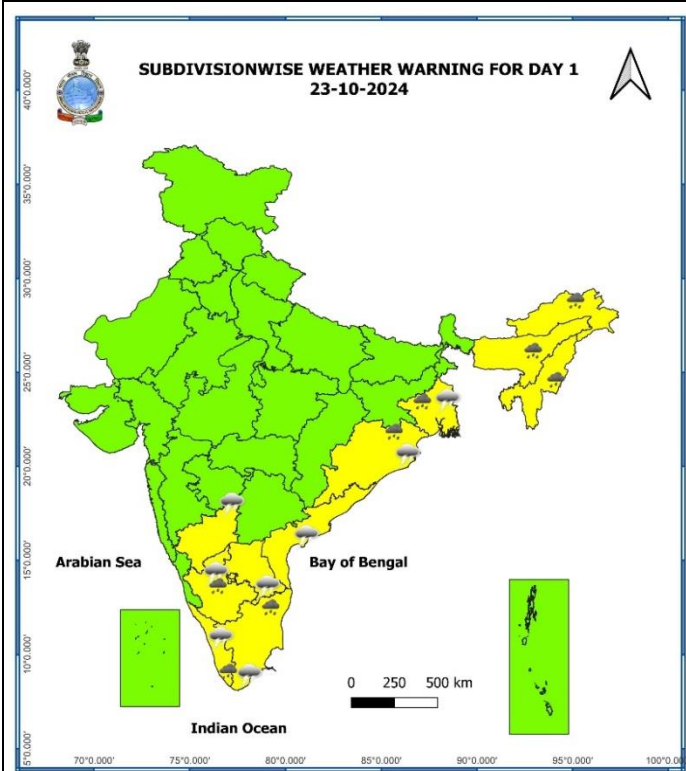 SUBDIVISIONWISE WEATHER WARNING FOR DAY 1
23-10-2024
40°0.000'
35°0.000'
30°0.000'
25°0.000'
20°0.000'
15°0.000'
10°0.000'
5°0.000'
Arabian Sea
Bay of Bengal
0 250 500 km
Indian Ocean
70°0.000' 75°0.000' 80°0.000' 85°0.000' 90°0.000' 95°0.000' 100°0.0